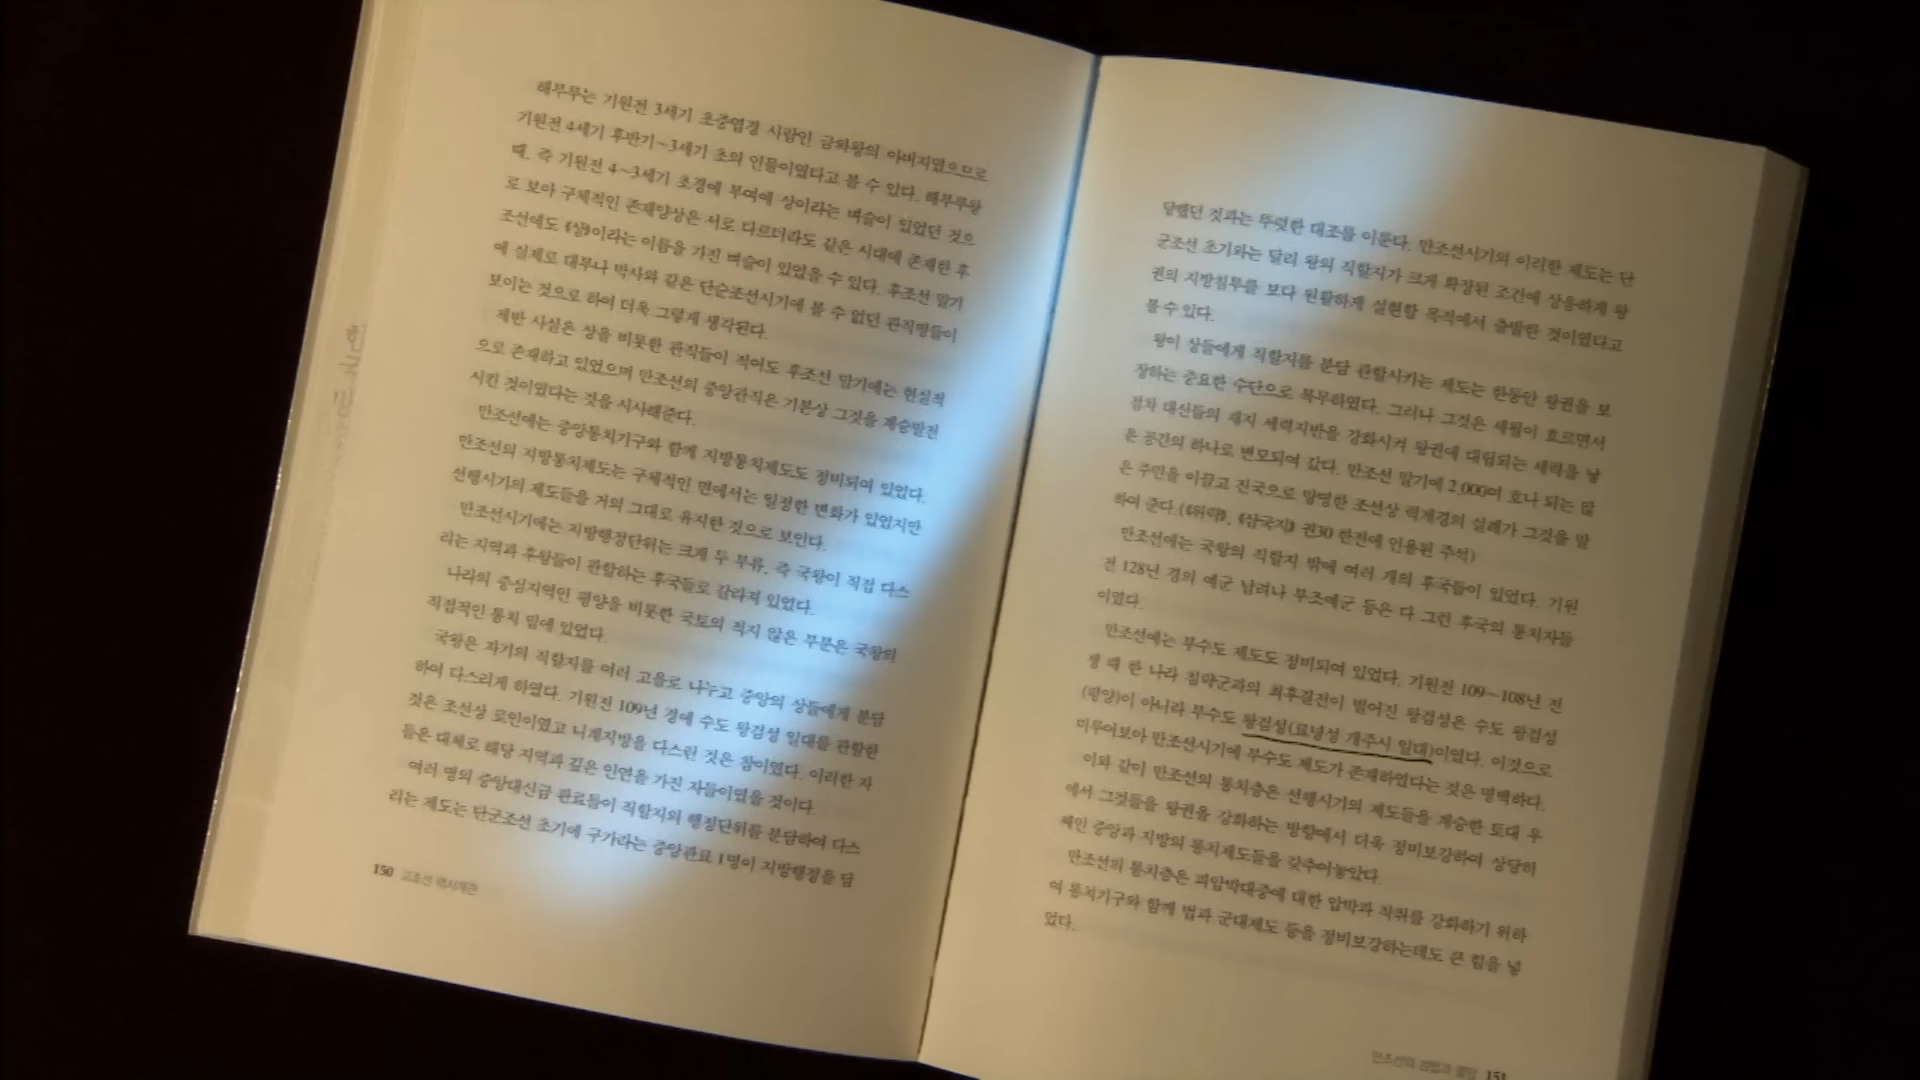 해부루는 기원전 3세기 초중엽경 사람인 금와왕의 아버지였으므로
기원전 4세기 후반기~3세기 초의 인물이였다고 볼 수 있다. 해부루왕
때, 즉 기원전 4~3세기 초경에 부여에 상이라는 벼슬이 있었던 것으
로 보아 구체적인 존재양상은 서로 다르더라도 같은 시대에 존재한 후
조선에도 《상》이라는 이름을 가진 벼슬이 있었을 수 있다. 후조선 말기
에 실제로 대부나 박사와 같은 단순조선시기에 볼 수 없던 관직명들이
보이는 것으로 하여 더욱 그렇게 생각된다.
제반 사실은 상을 비롯한 관직들이 적어도 후조선 말기에는 현실적
으로 존재하고 있었으며 만조선의 중앙관직은 기본상 그것을 계승발전
시킨 것이였다는 것을 시사해준다.
만조선에는 중앙통치기구와 함께 지방통치제도도 정비되여 있었다.
만조선의 지방통치제도는 구체적인 면에서는 일정한 변화가 있었지만
선행시기의 제도들을 거의 그대로 유지한 것으로 보인다.
만조선시기에는 지방행정단위는 크게 두 부류, 즉 국왕이 직접 다스
리는 지역과 후왕들이 관할하는 후국들로 갈라져 있었다.
나라의 중심지역인 평양을 비롯한 국토의 적지 않은 부분은 국왕의
직접적인 통치 밑에 있었다.
국왕은 자기의 직할지를 여러 고을로 나누고 중앙의 상들에게 분담
하여 다스리게 하였다. 기원전 109년 경에 수도 왕검성 일대를 관할한
것은 조선상 로인이였고 니계지방을 다스린 것은 참이였다. 이러한 자
들은 대체로 해당 지역과 깊은 인연을 가진 자들이였을 것이다.
여러 명의 중앙대신급 관료들이 직할지의 행정단위를 분담하여 다스
리는 제도는 단군조선 초기에 구가라는 중앙관료 1명이 지방행정을 담
150 고조선 력사개관
당했던 것과는 뚜렷한 대조를 이룬다. 만조선시기의 이러한 제도는 단
군조선 초기와는 달리 왕의 직할지가 크게 확장된 조건에 상응하게 왕
권의 지방침투를 보다 원활하게 실현할 목적에서 출발한 것이였다고
볼 수 있다.
왕이 상들에게 직할지를 분담 관할시키는 제도는 한동안 왕권을 보
장하는 중요한 수단으로 복무하였다. 그러나 그것은 세월이 흐르면서
점차 대신들의 재지 세력지반을 강화시켜 왕권에 대립되는 세력을 낳
은 공간의 하나로 변모되여 갔다. 만조선 말기에 2,000여 호나 되는 많
은 주민을 이끌고 진국으로 망명한 조선상 력계경의 실례가 그것을 말
하여 준다.(《위략》, 《삼국지》 권30 한전에 인용된 주석)
만조선에는 국왕의 직할지 밖에 여러 개의 후국들이 있었다. 기원
전 128년 경의 예군 남려나 부조예군 등은 다 그런 후국의 통치자들
이였다.
만조선에는 부수도 제도도 정비되여 있었다. 기원전 109~108년 전
쟁 때 한 나라 침략군과의 최후결전이 벌어진 왕검성은 수도 왕검성
(평양)이 아니라 부수도 왕검성(료녕성 개주시 일대)이였다. 이것으로
미루어보아 만조선시기에 부수도 제도가 존재하였다는 것은 명백하다.
이와 같이 만조선의 통치층은 선행시기의 제도들을 계승한 토대 우
에서 그것들을 왕권을 강화하는 방향에서 더욱 정비보강하여 상당히
째인 중앙과 지방의 통치제도들을 갖추어놓았다.
만조선의 통치층은 피압박대중에 대한 압박과 착취를 강화하기 위하
여 통치기구와 함께 법과 군대제도 등을 정비보강하는데도 큰 힘을 넣
었다.
만조선의 성립과 멸망 151